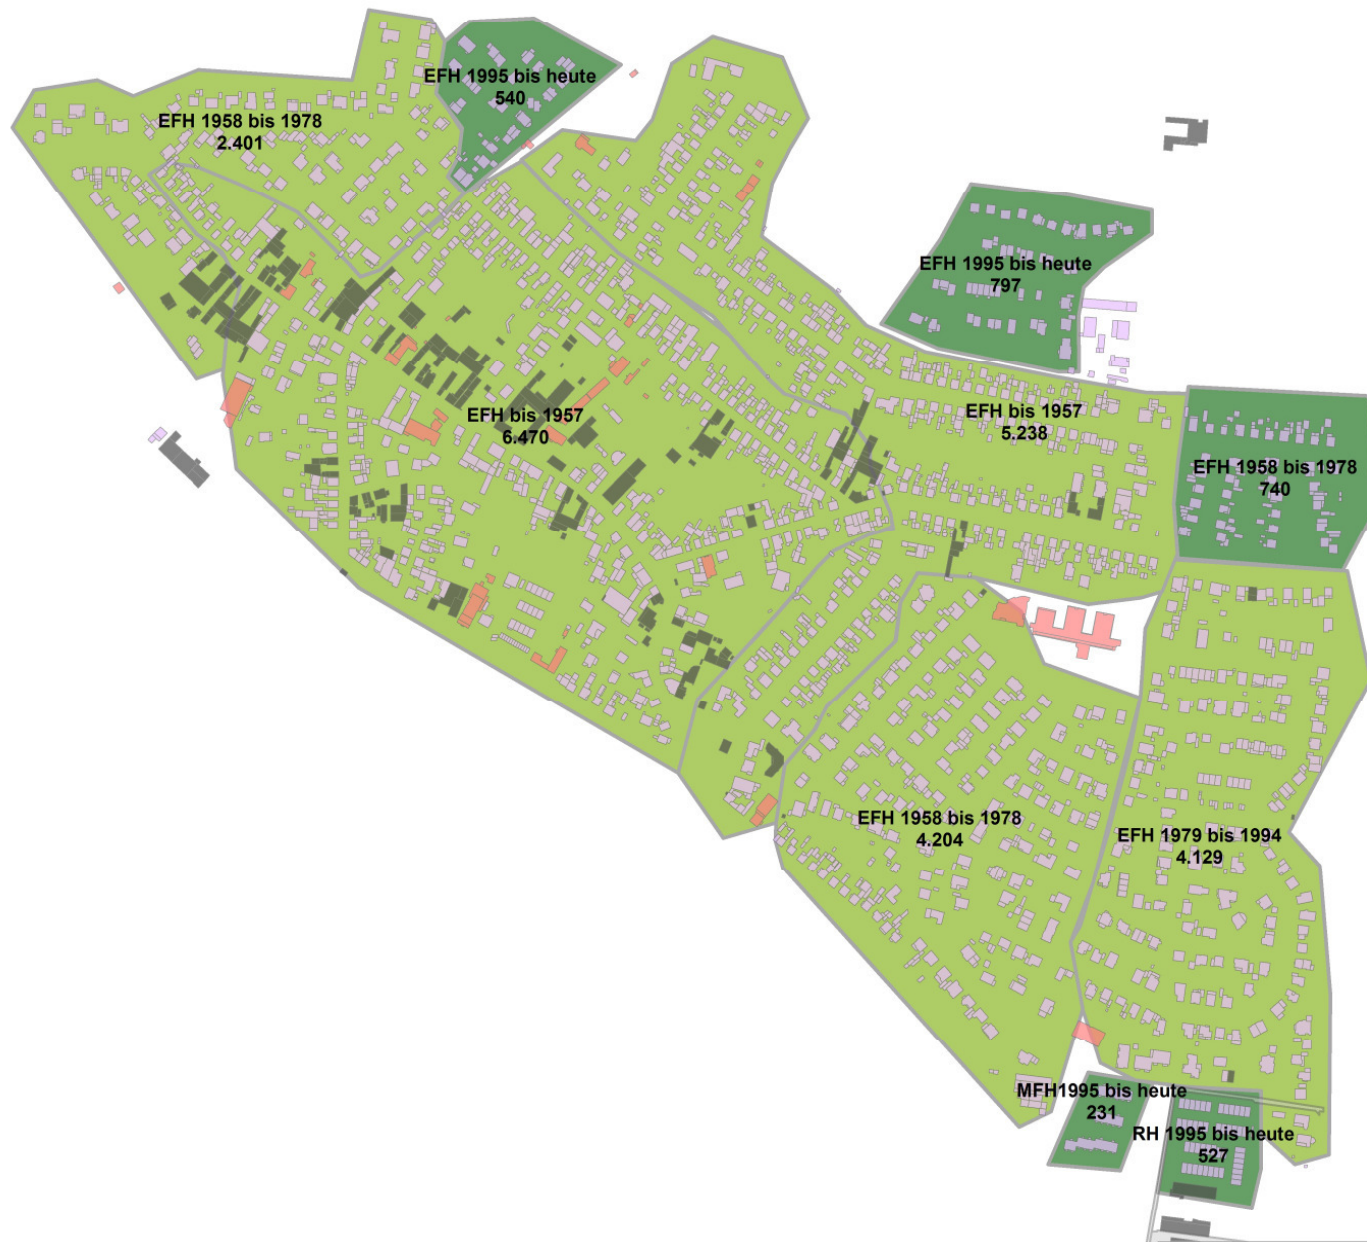 EFH 1995 bis heute
540
EFH 1958 bis 1978
2.401
EFH 1995 bis heute
797
EFH bis 1957
6.470
EFH bis 1957
5.238
EFH 1958 bis 1978
740
EFH 1958 bis 1978
4.204
EFH 1979 bis 1994
4.129
MFH1995 bis heute
231
RH 1995 bis heute
527